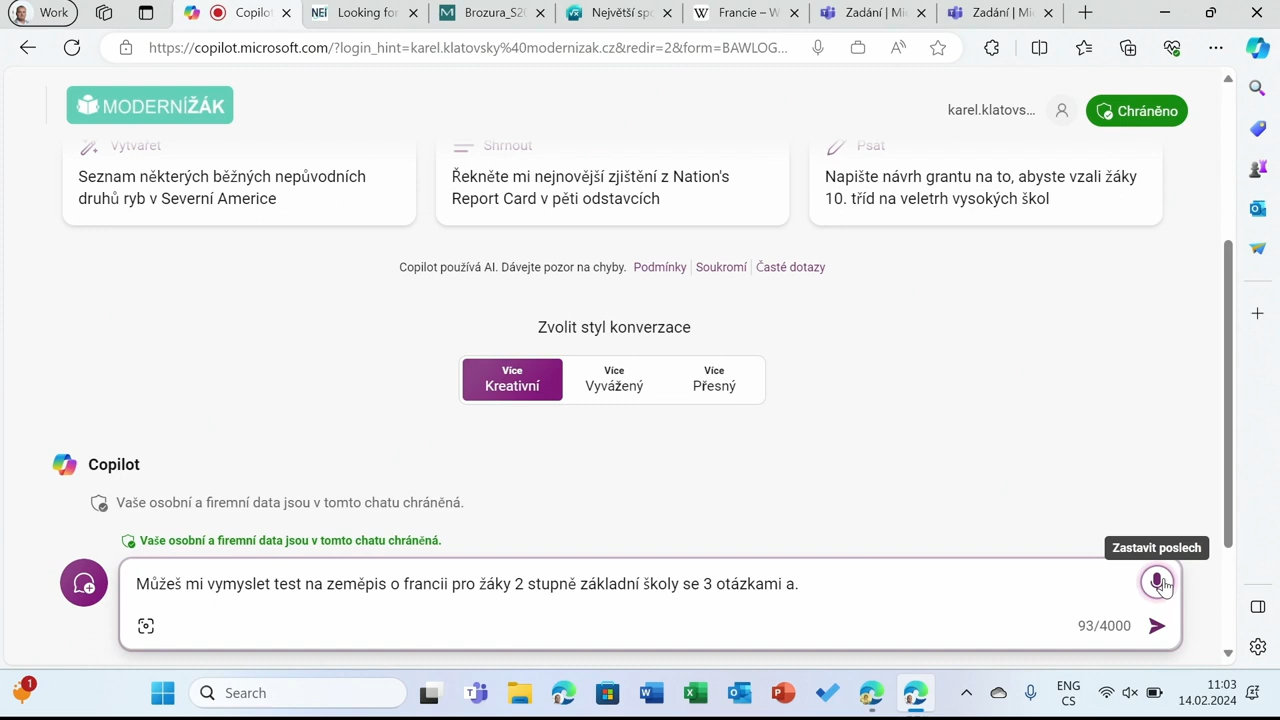 Work
Copilo
Looking for
Brozura_S20
Největší spo
ncie – W
Zadání | Mi
Zadání | Mi
https://copilot.microsoft.com/?login_hint=karel.klatovsky%40modernizak.cz&redir=2&form=BAWLOG...
MODERNÍŽÁK
karel.klatovs...
Chráněno
Vytvářet
Shrnout
Psát
Seznam některých běžných nepůvodních
druhů ryb v Severní Americe
Řekněte mi nejnovější zjištění z Nation's
Report Card v pěti odstavcích
Napište návrh grantu na to, abyste vzali žáky
10. tříd na veletrh vysokých škol
Copilot používá AI. Dávejte pozor na chyby. Podmínky Soukromí Časté dotazy
Zvolit styl konverzace
Více
Kreativní
Více
Vyvážený
Více
Přesný
Copilot
Vaše osobní a firemní data jsou v tomto chatu chráněná.
Vaše osobní a firemní data jsou v tomto chatu chráněná.
Zastavit poslech
Můžeš mi vymyslet test na zeměpis o francii pro žáky 2 stupně základní školy se 3 otázkami a.
93/4000
1
Search
ENG
CS
11:03
14.02.2024